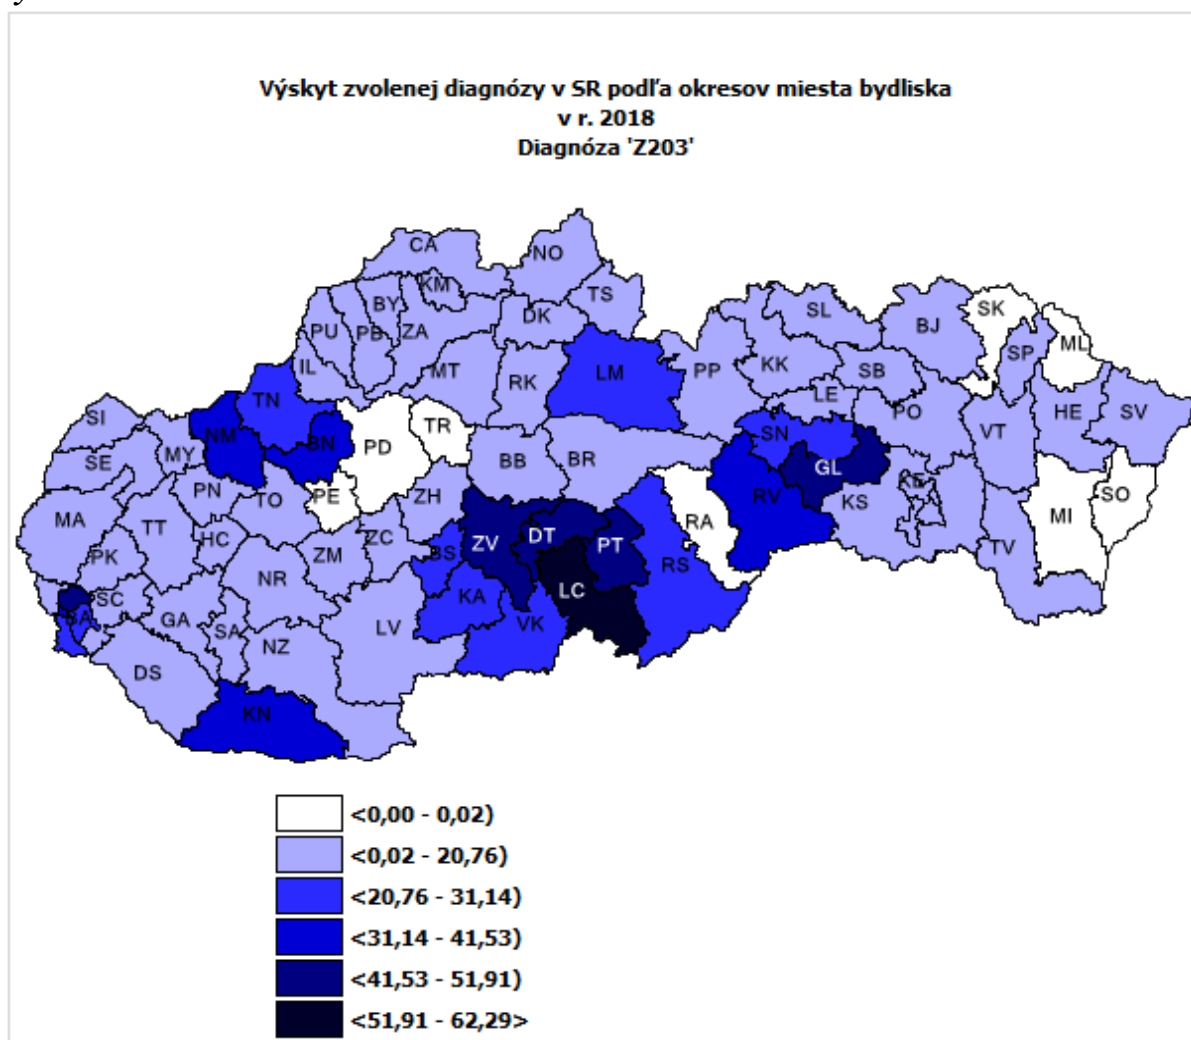 y
Výskyt zvolenej diagnózy v SR podľa okresov miesta bydliska
v r. 2018
Diagnóza 'Z203'
CA
NO
KM
TS
BY
SL
SK
PU
PB
ZA
DK
BJ
ML
SP
IL
MT
RK
LM
PP
KK
SB
TN
LE
HE
SV
SI
NM
BN
PD
TR
PO
VT
SN
MY
BB
BR
GL
SE
PN
TO
PE
ZH
RV
KE
SO
MA
TT
RA
KS
MI
HC
ZC
ZV
DT
PT
PK
ZM
BS
TV
NR
RS
SC
KA
LC
BA
GA
SA
LV
VK
NZ
DS
KN
<0,00 - 0,02)
<0,02 - 20,76)
<20,76 - 31,14)
<31,14 - 41,53)
<41,53 - 51,91)
<51,91 - 62,29>